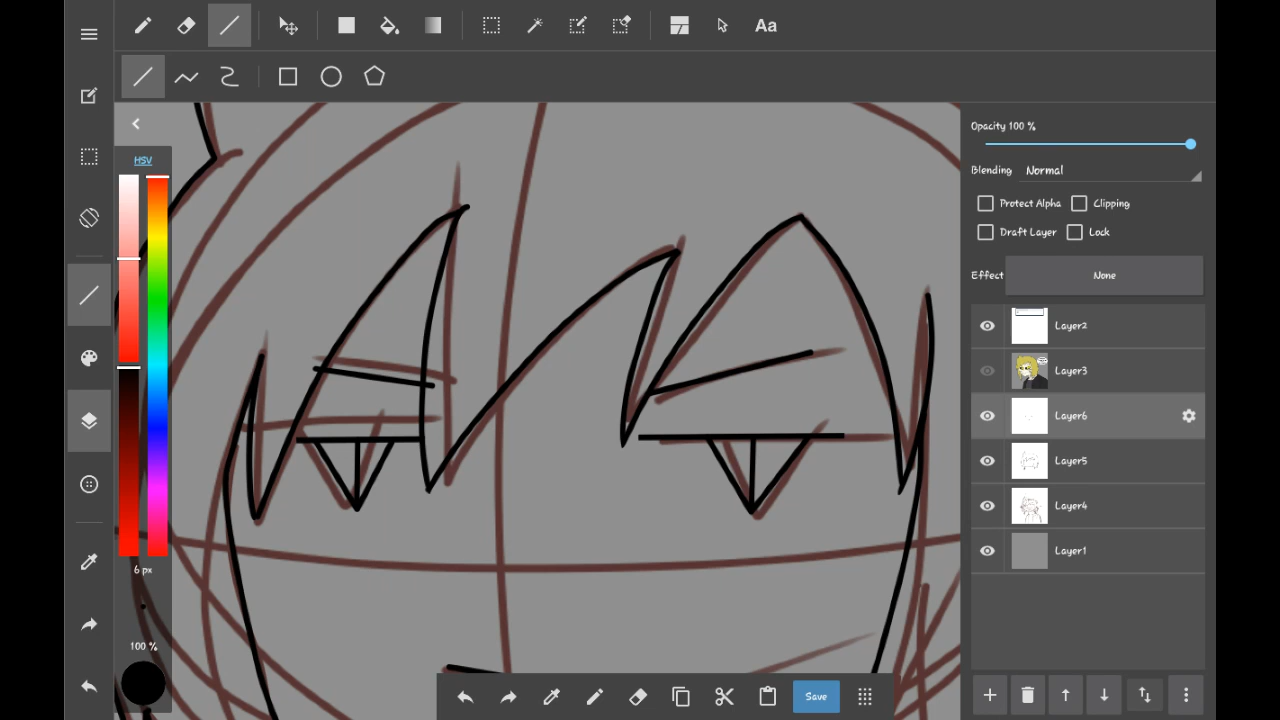 Aa
HSV
6 px
100 %
Opacity 100 %
Blending Normal
Protect Alpha Clipping
Draft Layer Lock
Effect None
Layer2
Layer3
Layer6
Layer5
Layer4
Layer1
Save